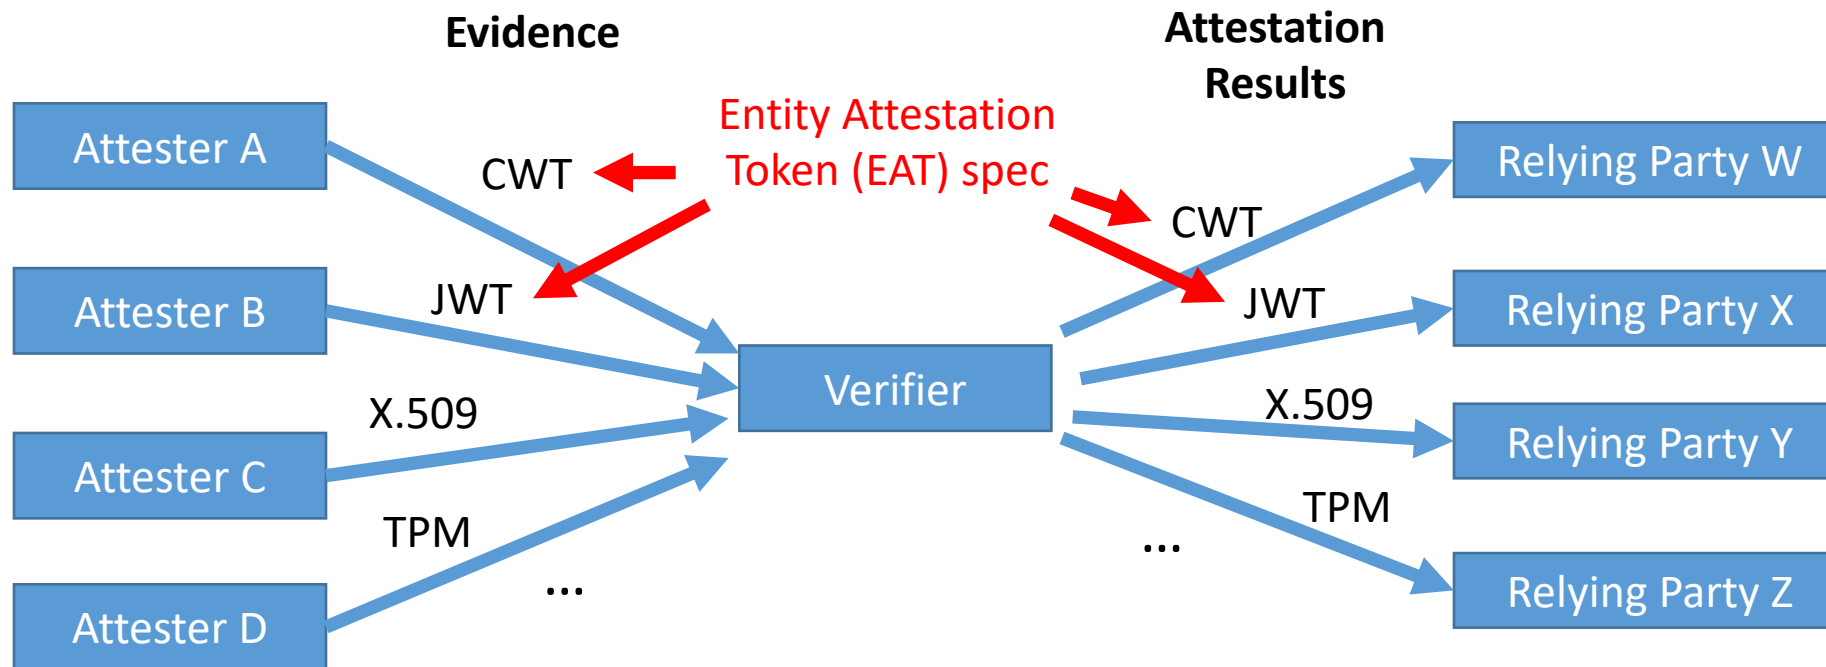 Evidence
Attestation
Results
Entity Attestation
Token (EAT) spec
Attester A
CWT
Relying Party W
CWT
Attester B
JWT
JWT
Relying Party X
Verifier
Attester C
X.509
X.509
Relying Party Y
TPM
TPM
...
...
Attester D
Relying Party Z